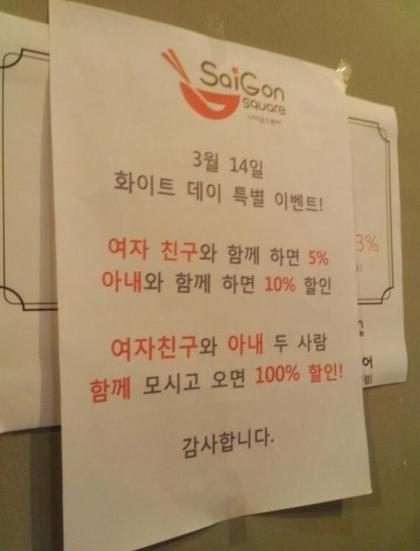 SaiGon
square
사이공스퀘어
3월 14일
화이트 데이 특별 이벤트!
여자 친구와 함께 하면 5%
아내와 함께 하면 10% 할인
여자친구와 아내 두 사람
함께 모시고 오면 100% 할인!
감사합니다.
3%
어